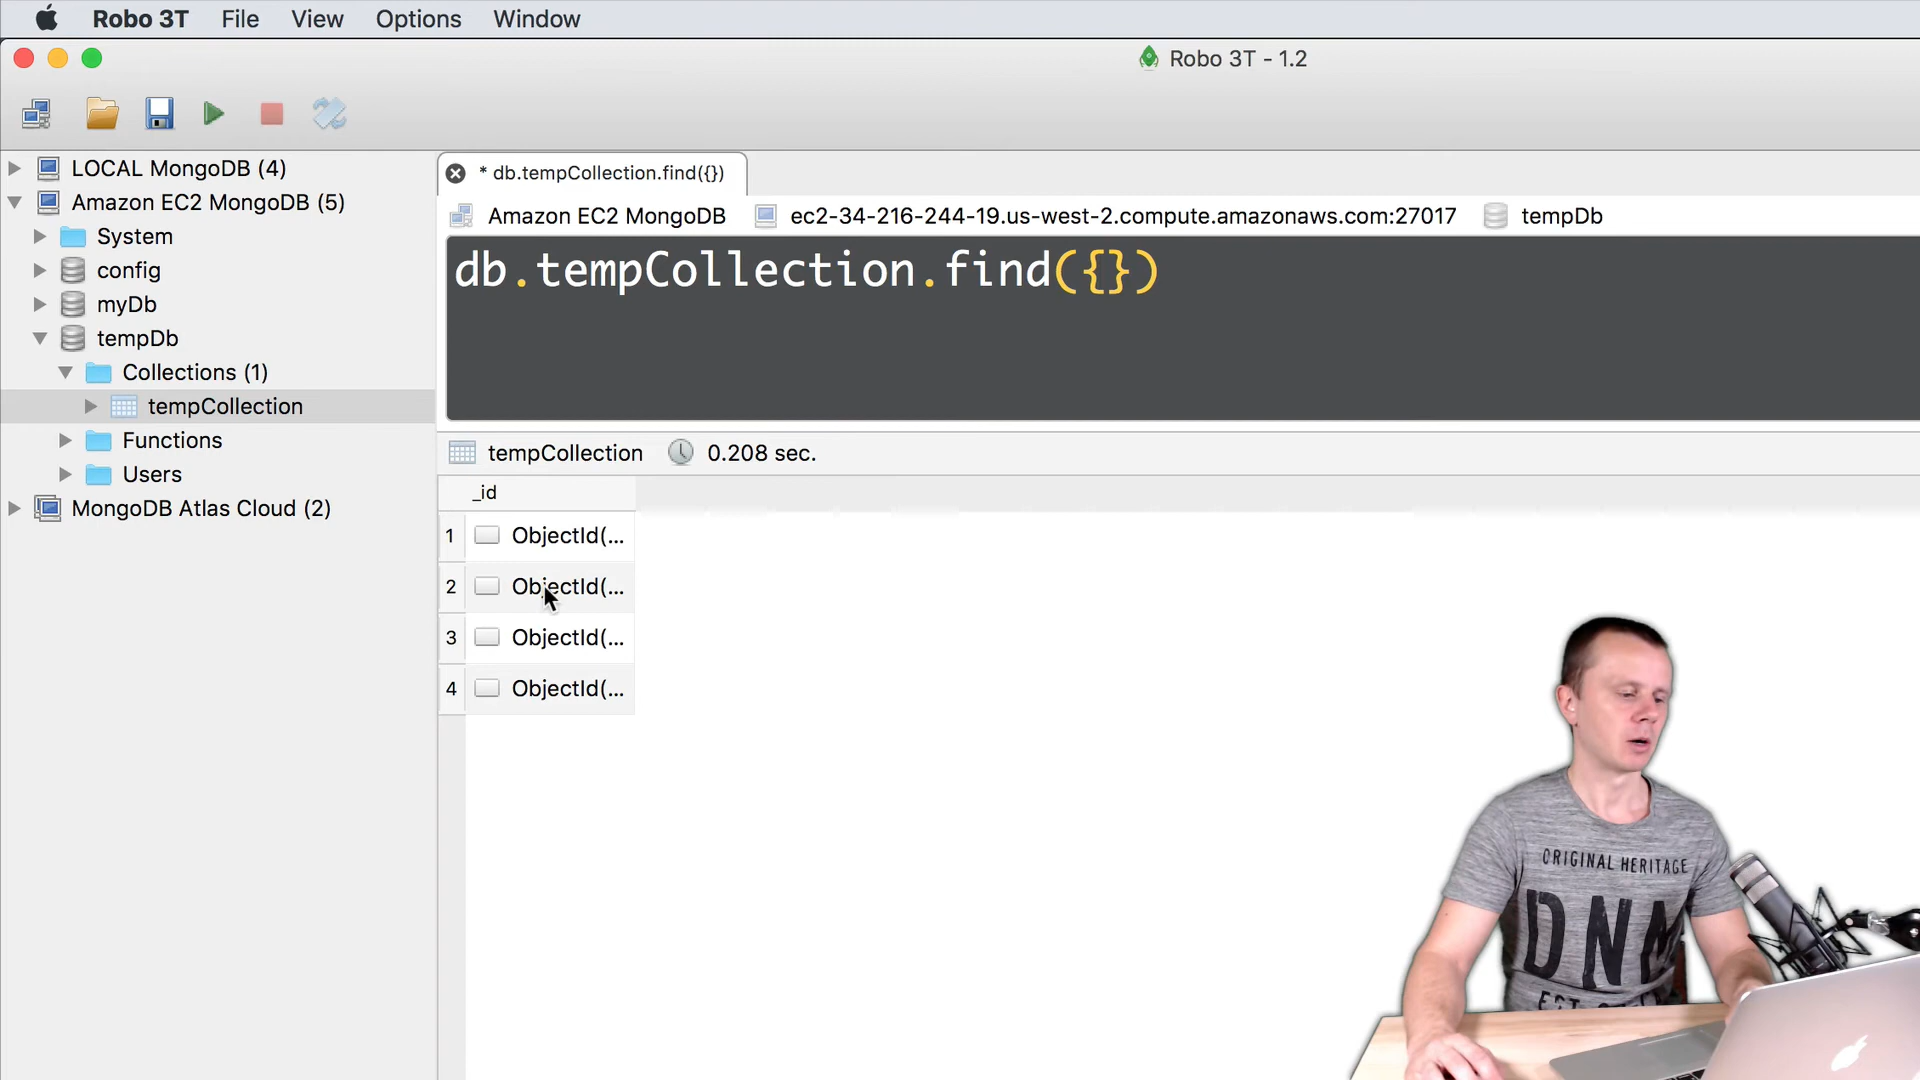 Robo 3T File View Options Window
Robo 3T - 1.2
LOCAL MongoDB (4)
Amazon EC2 MongoDB (5)
System
config
myDb
tempDb
Collections (1)
tempCollection
Functions
Users
MongoDB Atlas Cloud (2)
* db.tempCollection.find({})
Amazon EC2 MongoDB ec2-34-216-244-19.us-west-2.compute.amazonaws.com:27017 tempDb
db.tempCollection.find({})
tempCollection 0.208 sec.
_id
1 ObjectId(...
2 ObjectId(...
3 ObjectId(...
4 ObjectId(...
ORIGINAL HERITAGE
DNA